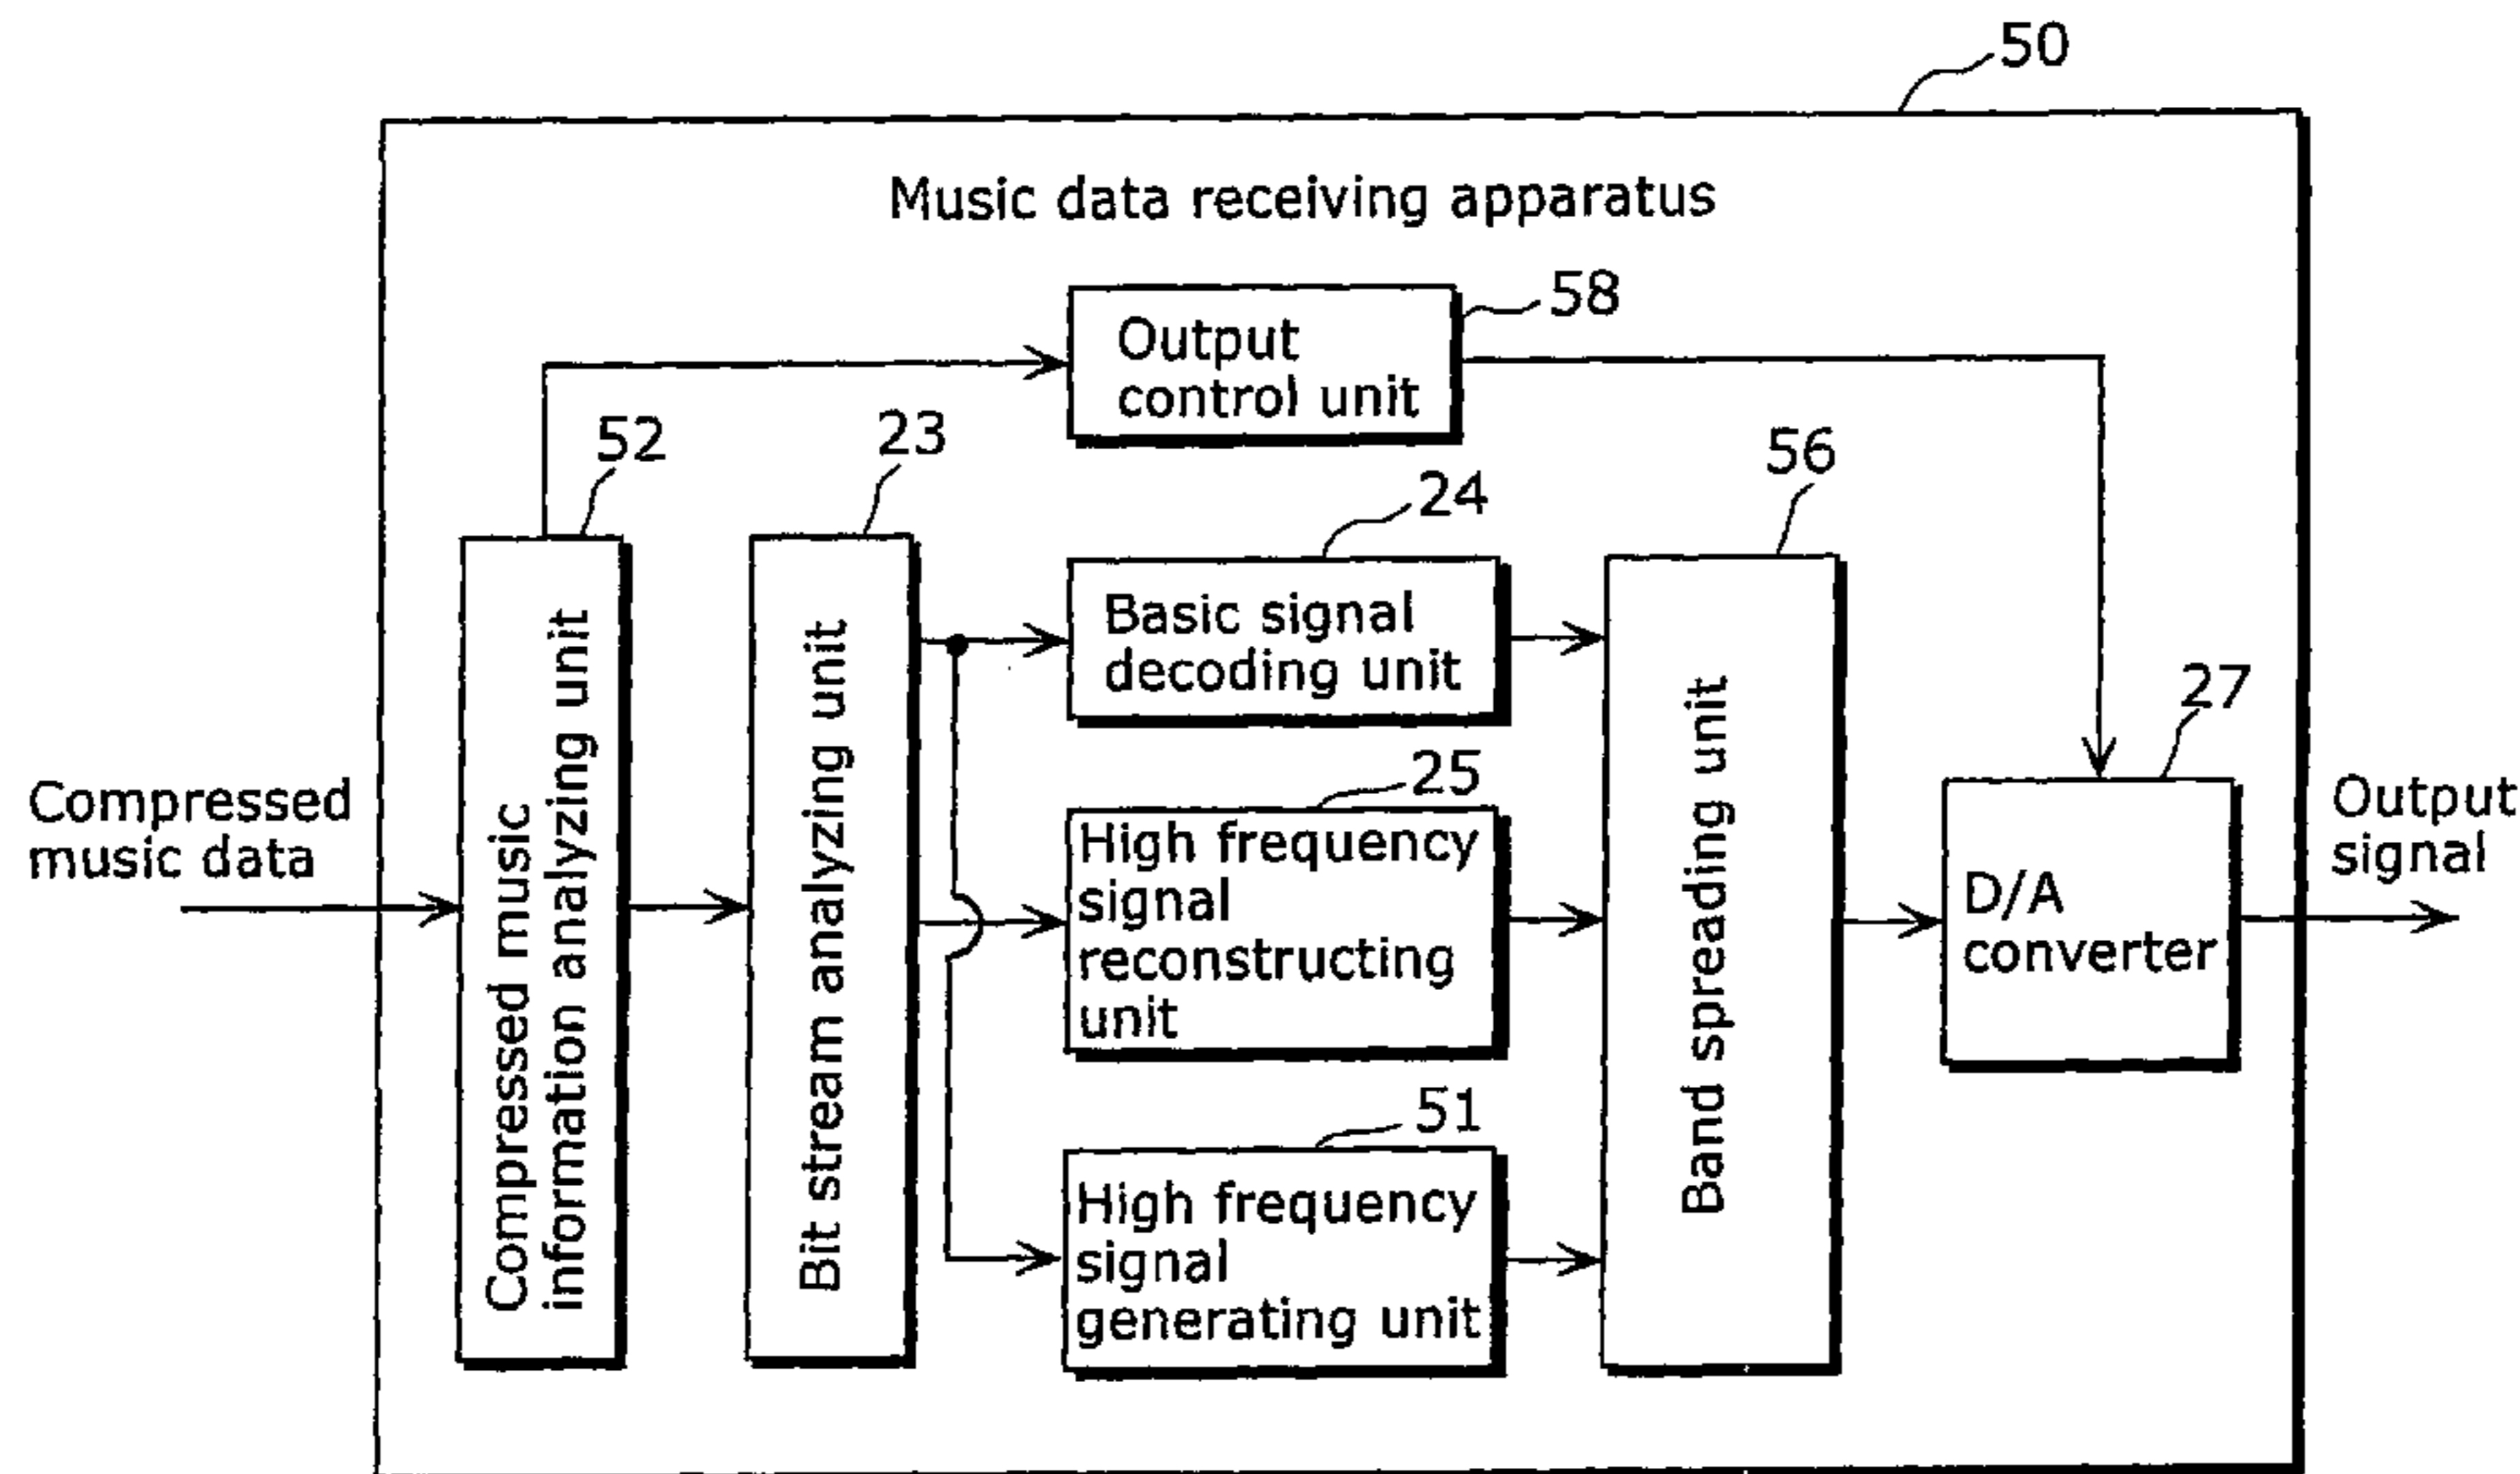 50
Music data receiving apparatus
58
Output
control unit
52
23
56
24
Basic signal
decoding unit
27
25
Compressed
music data
Output
signal
High frequency
signal
reconstructing
unit
D/A
converter
Compressed music
information analyzing unit
Bit stream analyzing unit
Band spreading unit
51
High frequency
signal
generating unit